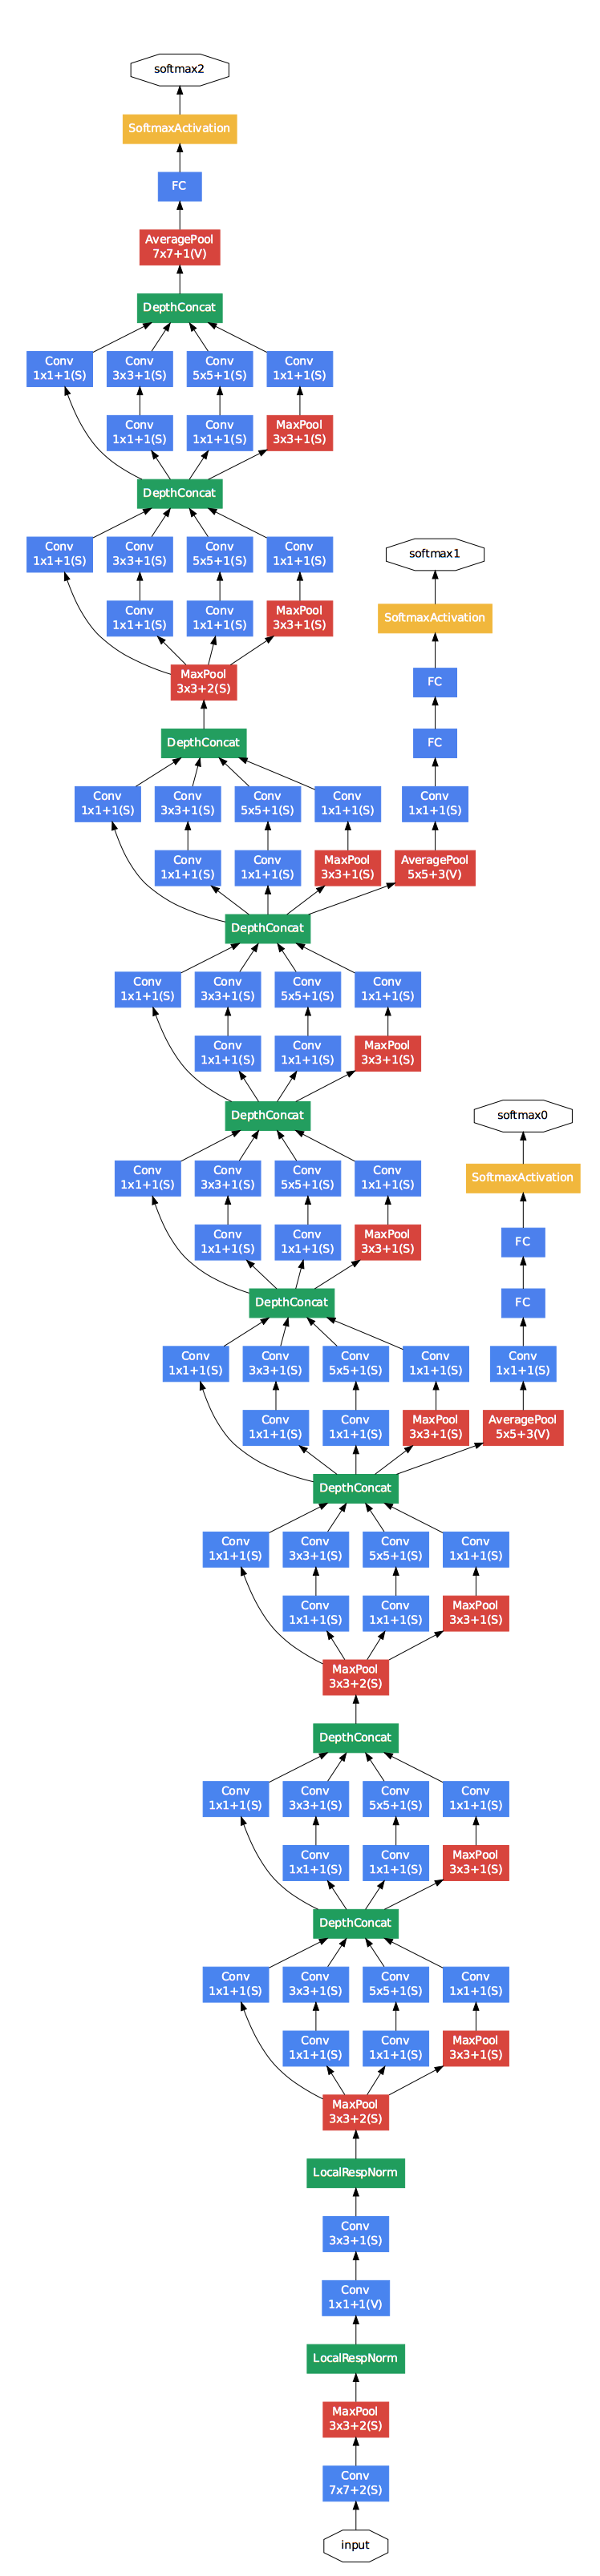 softmax2
SoftmaxActivation
FC
AveragePool
7x7+1(V)
DepthConcat
Conv Conv Conv Conv
1x1+1(S) 3x3+1(S) 5x5+1(S) 1x1+1(S)
Conv Conv MaxPool
1x1+1(S) 1x1+1(S) 3x3+1(S)
DepthConcat
Conv Conv Conv Conv softmax1
1x1+1(S) 3x3+1(S) 5x5+1(S) 1x1+1(S)
Conv Conv MaxPool SoftmaxActivation
1x1+1(S) 1x1+1(S) 3x3+1(S)
MaxPool FC
3x3+2(S)
DepthConcat FC
Conv Conv Conv Conv Conv
1x1+1(S) 3x3+1(S) 5x5+1(S) 1x1+1(S) 1x1+1(S)
Conv Conv MaxPool AveragePool
1x1+1(S) 1x1+1(S) 3x3+1(S) 5x5+3(V)
DepthConcat
Conv Conv Conv Conv
1x1+1(S) 3x3+1(S) 5x5+1(S) 1x1+1(S)
Conv Conv MaxPool
1x1+1(S) 1x1+1(S) 3x3+1(S)
DepthConcat softmax0
Conv Conv Conv Conv SoftmaxActivation
1x1+1(S) 3x3+1(S) 5x5+1(S) 1x1+1(S)
Conv Conv MaxPool FC
1x1+1(S) 1x1+1(S) 3x3+1(S)
DepthConcat FC
Conv Conv Conv Conv Conv
1x1+1(S) 3x3+1(S) 5x5+1(S) 1x1+1(S) 1x1+1(S)
Conv Conv MaxPool AveragePool
1x1+1(S) 1x1+1(S) 3x3+1(S) 5x5+3(V)
DepthConcat
Conv Conv Conv Conv
1x1+1(S) 3x3+1(S) 5x5+1(S) 1x1+1(S)
Conv Conv MaxPool
1x1+1(S) 1x1+1(S) 3x3+1(S)
MaxPool
3x3+2(S)
DepthConcat
Conv Conv Conv Conv
1x1+1(S) 3x3+1(S) 5x5+1(S) 1x1+1(S)
Conv Conv MaxPool
1x1+1(S) 1x1+1(S) 3x3+1(S)
DepthConcat
Conv Conv Conv Conv
1x1+1(S) 3x3+1(S) 5x5+1(S) 1x1+1(S)
Conv Conv MaxPool
1x1+1(S) 1x1+1(S) 3x3+1(S)
MaxPool
3x3+2(S)
LocalRespNorm
Conv
3x3+1(S)
Conv
1x1+1(V)
LocalRespNorm
MaxPool
3x3+2(S)
Conv
7x7+2(S)
input